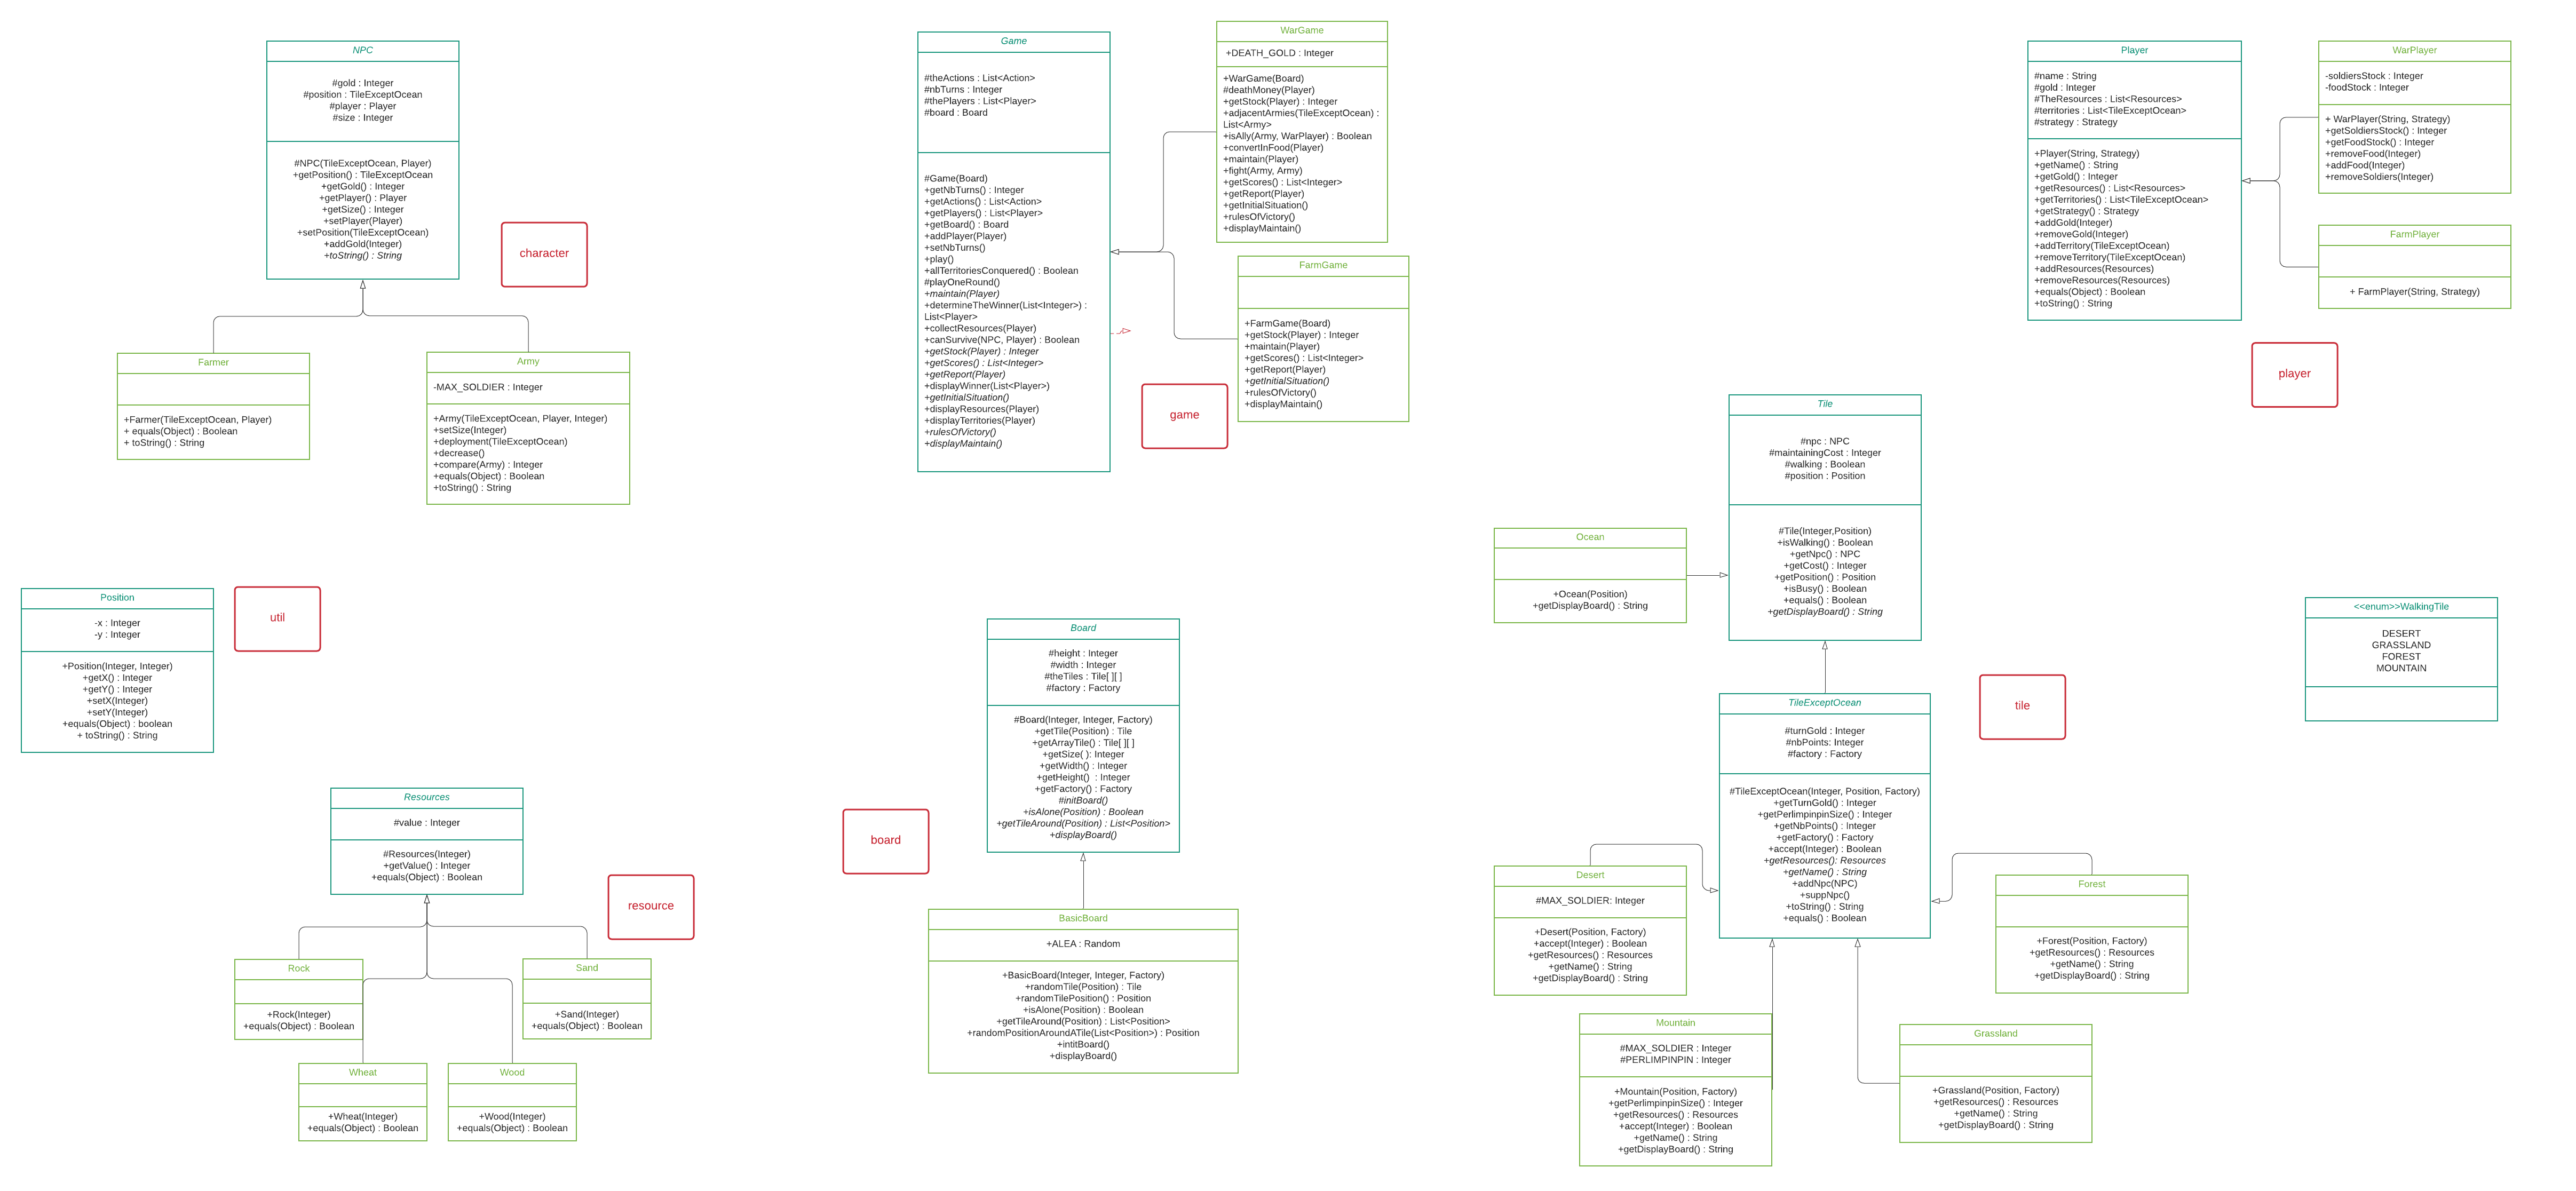 NPC
#gold : Integer
#position : TileExceptOcean
#player : Player
#size : Integer
#NPC(TileExceptOcean, Player)
+getPosition() : TileExceptOcean
+getGold() : Integer
+getPlayer() : Player
+getSize() : Integer
+setPlayer(Player)
+setPosition(TileExceptOcean)
+addGold(Integer)
+toString() : String
character
Farmer
+Farmer(TileExceptOcean, Player)
+ equals(Object) : Boolean
+ toString() : String
Army
-MAX_SOLDIER : Integer
+Army(TileExceptOcean, Player, Integer)
+setSize(Integer)
+deployment(TileExceptOcean)
+decrease()
+compare(Army) : Integer
+equals(Object) : Boolean
+toString() : String
Game
#theActions : List<Action>
#nbTurns : Integer
#thePlayers : List<Player>
#board : Board
#Game(Board)
+getNbTurns() : Integer
+getActions() : List<Action>
+getPlayers() : List<Player>
+getBoard() : Board
+addPlayer(Player)
+setNbTurns()
+play()
+allTerritoriesConquered() : Boolean
#playOneRound()
+maintain(Player)
+determineTheWinner(List<Integer>) :
List<Player>
+collectResources(Player)
+canSurvive(NPC, Player) : Boolean
+getStock(Player) : Integer
+getScores() : List<Integer>
+getReport(Player)
+displayWinner(List<Player>)
+getInitialSituation()
+displayResources(Player)
+displayTerritories(Player)
+rulesOfVictory()
+displayMaintain()
WarGame
+DEATH_GOLD : Integer
+WarGame(Board)
#deathMoney(Player)
+getStock(Player) : Integer
+adjacentArmies(TileExceptOcean) :
List<Army>
+isAlly(Army, WarPlayer) : Boolean
+convertInFood(Player)
+maintain(Player)
+fight(Army, Army)
+getScores() : List<Integer>
+getReport(Player)
+getInitialSituation()
+rulesOfVictory()
+displayMaintain()
FarmGame
+FarmGame(Board)
+getStock(Player) : Integer
+maintain(Player)
+getScores() : List<Integer>
+getReport(Player)
+getInitialSituation()
+rulesOfVictory()
+displayMaintain()
game
Player
#name : String
#gold : Integer
#TheResources : List<Resources>
#territories : List<TileExceptOcean>
#strategy : Strategy
+Player(String, Strategy)
+getName() : String
+getGold() : Integer
+getResources() : List<Resources>
+getTerritories() : List<TileExceptOcean>
+getStrategy() : Strategy
+addGold(Integer)
+removeGold(Integer)
+addTerritory(TileExceptOcean)
+removeTerritory(TileExceptOcean)
+addResources(Resources)
+removeResources(Resources)
+equals(Object) : Boolean
+toString() : String
WarPlayer
-soldiersStock : Integer
-foodStock : Integer
+ WarPlayer(String, Strategy)
+getSoldiersStock() : Integer
+getFoodStock() : Integer
+removeFood(Integer)
+addFood(Integer)
+removeSoldiers(Integer)
FarmPlayer
+ FarmPlayer(String, Strategy)
player
Position
-x : Integer
-y : Integer
+Position(Integer, Integer)
+getX() : Integer
+getY() : Integer
+setX(Integer)
+setY(Integer)
+equals(Object) : boolean
+ toString() : String
util
Resources
#value : Integer
#Resources(Integer)
+getValue() : Integer
+equals(Object) : Boolean
resource
Rock
+Rock(Integer)
+equals(Object) : Boolean
Sand
+Sand(Integer)
+equals(Object) : Boolean
Wheat
+Wheat(Integer)
+equals(Object) : Boolean
Wood
+Wood(Integer)
+equals(Object) : Boolean
Board
#height : Integer
#width : Integer
#theTiles : Tile[ ][ ]
#factory : Factory
#Board(Integer, Integer, Factory)
+getTile(Position) : Tile
+getArrayTile() : Tile[ ][ ]
+getSize( ): Integer
+getWidth() : Integer
+getHeight()  : Integer
+getFactory() : Factory
#initBoard()
+isAlone(Position) : Boolean
+getTileAround(Position) : List<Position>
+displayBoard()
board
BasicBoard
+ALEA : Random
+BasicBoard(Integer, Integer, Factory)
+randomTile(Position) : Tile
+randomTilePosition() : Position
+isAlone(Position) : Boolean
+getTileAround(Position) : List<Position>
+randomPositionAroundATile(List<Position>) : Position
+intitBoard()
+displayBoard()
Tile
#npc : NPC
#maintainingCost : Integer
#walking : Boolean
#position : Position
#Tile(Integer,Position)
+isWalking() : Boolean
+getNpc() : NPC
+getCost() : Integer
+getPosition() : Position
+isBusy() : Boolean
+equals() : Boolean
+getDisplayBoard() : String
Ocean
+Ocean(Position)
+getDisplayBoard() : String
TileExceptOcean
#turnGold : Integer
#nbPoints: Integer
#factory : Factory
#TileExceptOcean(Integer, Position, Factory)
+getTurnGold() : Integer
+getPerlimpinpinSize() : Integer
+getNbPoints() : Integer
+getFactory() : Factory
+accept(Integer) : Boolean
+getResources(): Resources
+getName() : String
+addNpc(NPC)
+suppNpc()
+toString() : String
+equals() : Boolean
tile
<<enum>>WalkingTile
DESERT
GRASSLAND
FOREST
MOUNTAIN
Desert
#MAX_SOLDIER: Integer
+Desert(Position, Factory)
+accept(Integer) : Boolean
+getResources() : Resources
+getName() : String
+getDisplayBoard() : String
Forest
+Forest(Position, Factory)
+getResources() : Resources
+getName() : String
+getDisplayBoard() : String
Mountain
#MAX_SOLDIER : Integer
#PERLIMPINPIN : Integer
+Mountain(Position, Factory)
+getPerlimpinpinSize() : Integer
+getResources() : Resources
+accept(Integer) : Boolean
+getName() : String
+getDisplayBoard() : String
Grassland
+Grassland(Position, Factory)
+getResources() : Resources
+getName() : String
+getDisplayBoard() : String